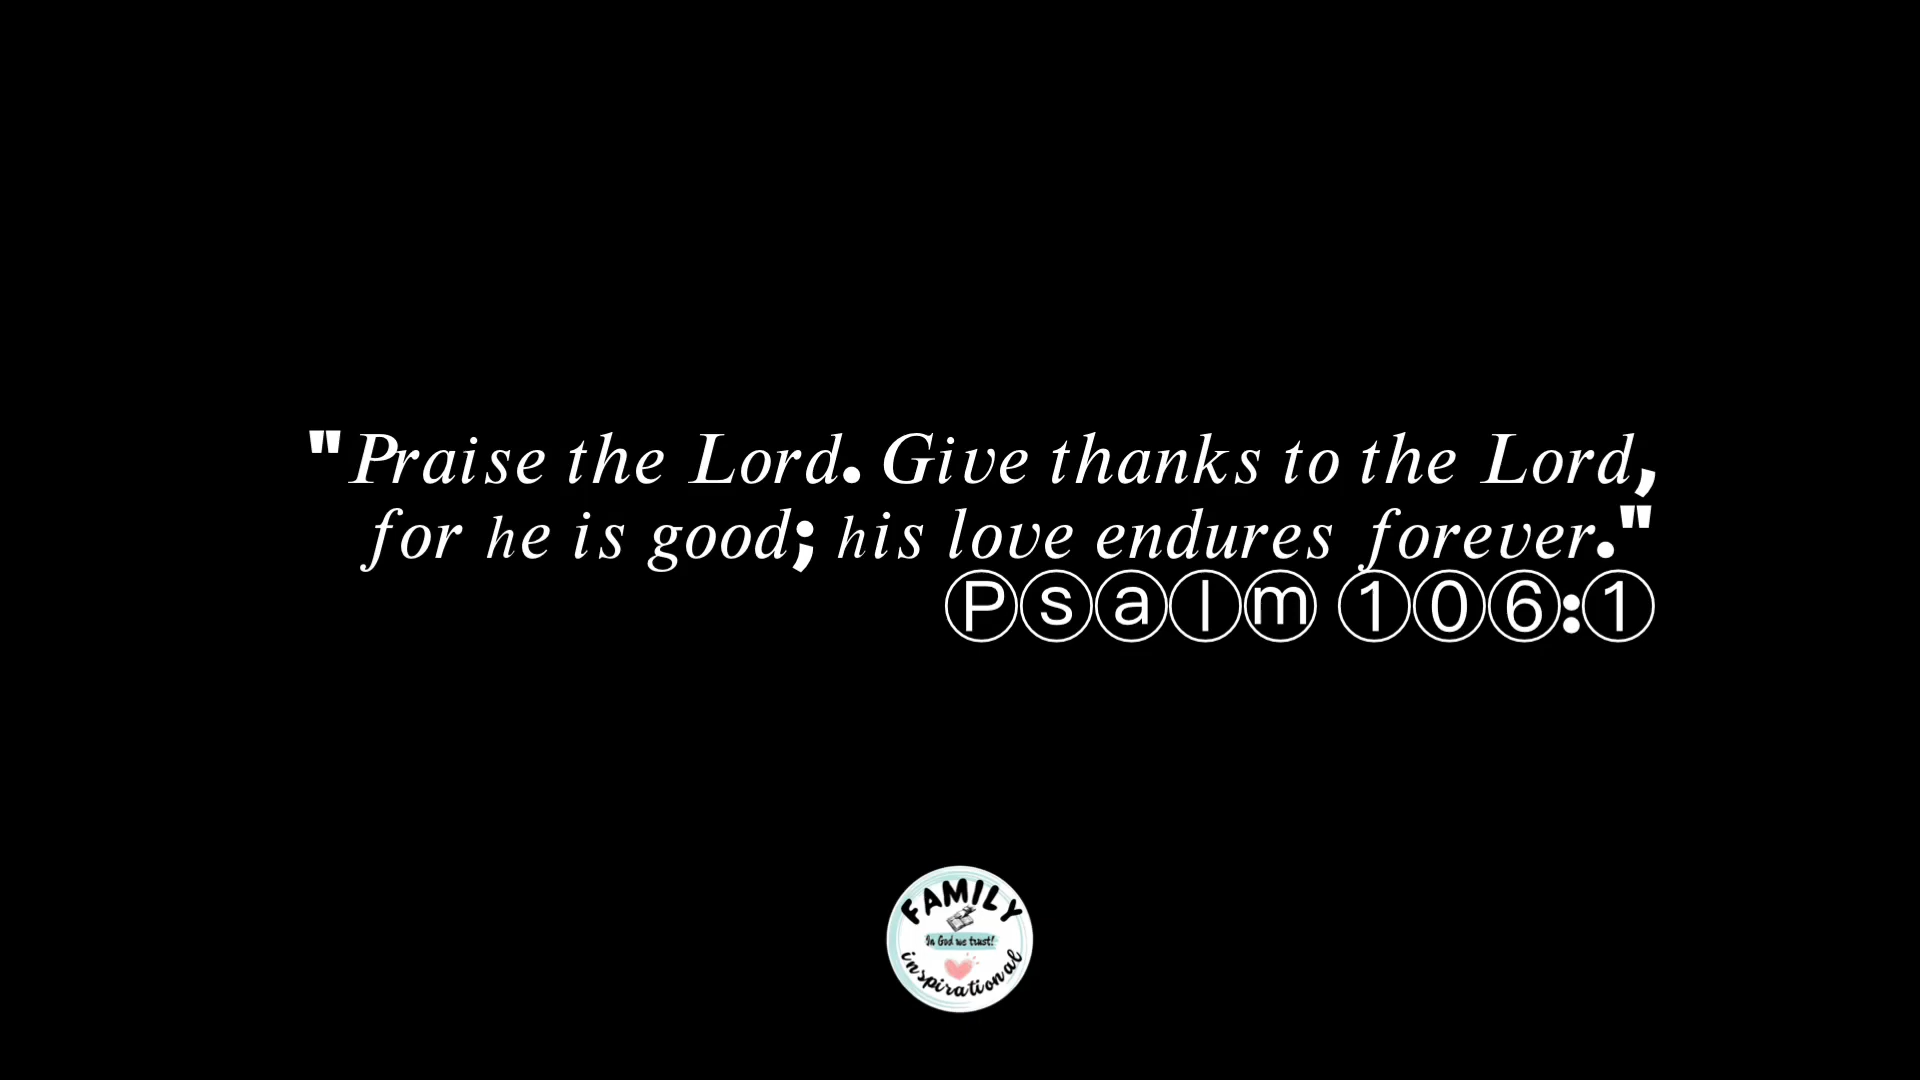 "Praise the Lord. Give thanks to the Lord,
for he is good; his love endures forever."
Psalm 106:1
FAMILY
In God we trust!
inspirational